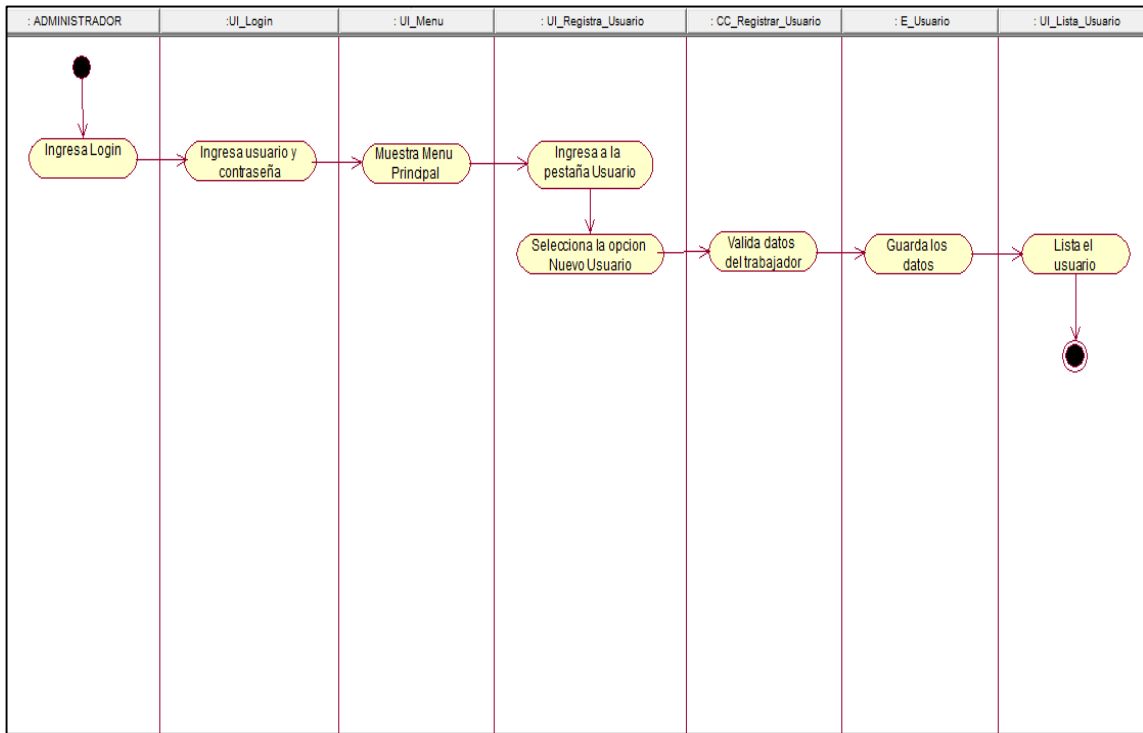 : ADMINISTRADOR
:UI_Login
: UI_Menu
: UI_Registra_Usuario
: CC_Registrar_Usuario
: E_Usuario
: UI_Lista_Usuario
Ingresa Login
Ingresa usuario y
contraseña
Muestra Menu
Principal
Ingresa a la
pestaña Usuario
Selecciona la opcion
Nuevo Usuario
Valida datos
del trabajador
Guarda los
datos
Lista el
usuario